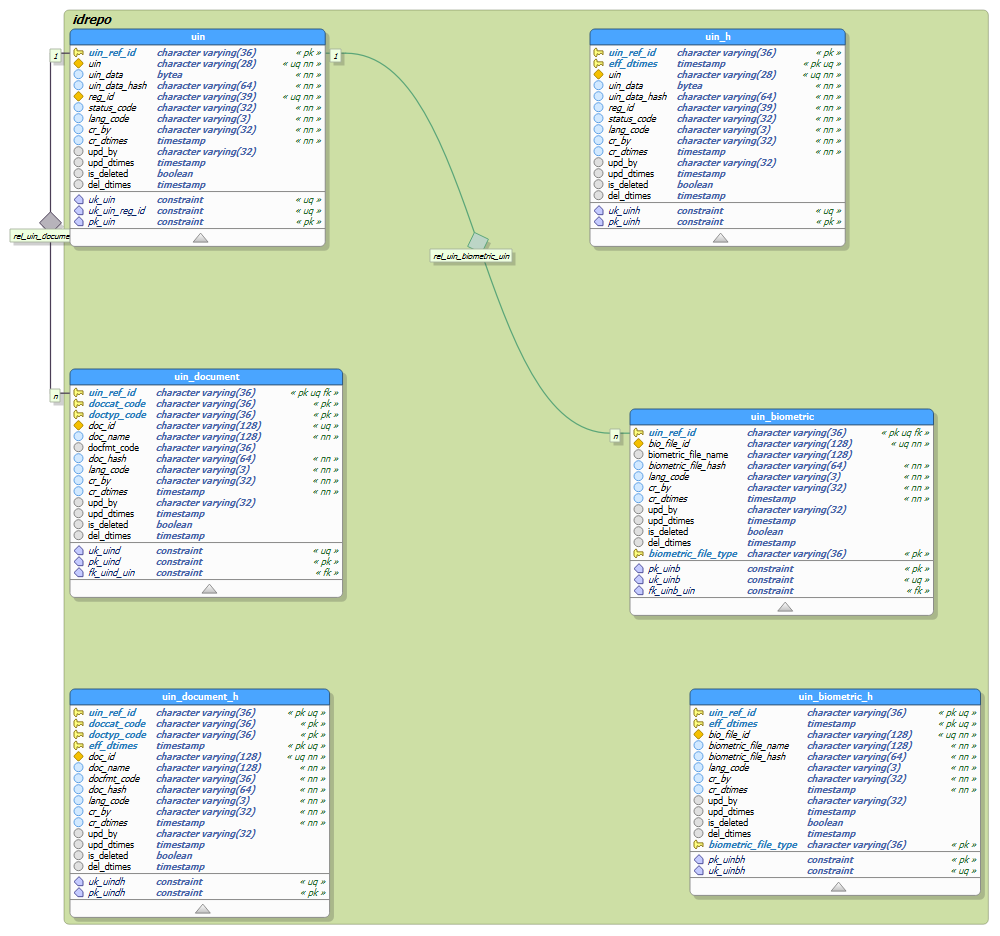 idrepo
uin
uin_ref_id character varying(36) « pk »
uin character varying(28) « uq nn »
uin_data bytea « nn »
uin_data_hash character varying(64) « nn »
reg_id character varying(39) « uq nn »
status_code character varying(32) « nn »
lang_code character varying(3) « nn »
cr_by character varying(32) « nn »
cr_dtimes timestamp « nn »
upd_by character varying(32)
upd_dtimes timestamp
is_deleted boolean
del_dtimes timestamp
uk_uin constraint « uq »
uk_uin_reg_id constraint « uq »
pk_uin constraint « pk »
uin_h
uin_ref_id character varying(36) « pk »
eff_dtimes timestamp « pk uq »
uin character varying(28) « uq nn »
uin_data bytea « nn »
uin_data_hash character varying(64) « nn »
reg_id character varying(39) « nn »
status_code character varying(32) « nn »
lang_code character varying(3) « nn »
cr_by character varying(32) « nn »
cr_dtimes timestamp « nn »
upd_by character varying(32)
upd_dtimes timestamp
is_deleted boolean
del_dtimes timestamp
uk_uinh constraint « uq »
pk_uinh constraint « pk »
1
1
rel_uin_docume
rel_uin_biometric_uin
n
n
uin_document
uin_ref_id character varying(36) « pk uq fk »
doccat_code character varying(36) « pk »
doctyp_code character varying(36) « pk »
doc_id character varying(128) « uq »
doc_name character varying(128) « nn »
docfmt_code character varying(36)
doc_hash character varying(64) « nn »
lang_code character varying(3) « nn »
cr_by character varying(32) « nn »
cr_dtimes timestamp « nn »
upd_by character varying(32)
upd_dtimes timestamp
is_deleted boolean
del_dtimes timestamp
uk_uind constraint « uq »
pk_uind constraint « pk »
fk_uind_uin constraint « fk »
uin_biometric
uin_ref_id character varying(36) « pk uq fk »
bio_file_id character varying(128) « uq nn »
biometric_file_name character varying(128)
biometric_file_hash character varying(64) « nn »
lang_code character varying(3) « nn »
cr_by character varying(32) « nn »
cr_dtimes timestamp « nn »
upd_by character varying(32)
upd_dtimes timestamp
is_deleted boolean
del_dtimes timestamp
biometric_file_type character varying(36) « pk »
pk_uinb constraint « pk »
uk_uinb constraint « uq »
fk_uinb_uin constraint « fk »
uin_document_h
uin_ref_id character varying(36) « pk uq »
doccat_code character varying(36) « pk »
doctyp_code character varying(36) « pk »
eff_dtimes timestamp « pk uq »
doc_id character varying(128) « uq nn »
doc_name character varying(128) « nn »
docfmt_code character varying(36) « nn »
doc_hash character varying(64) « nn »
lang_code character varying(3) « nn »
cr_by character varying(32) « nn »
cr_dtimes timestamp « nn »
upd_by character varying(32)
upd_dtimes timestamp
is_deleted boolean
del_dtimes timestamp
uk_uindh constraint « uq »
pk_uindh constraint « pk »
uin_biometric_h
uin_ref_id character varying(36) « pk uq »
eff_dtimes timestamp « pk uq »
bio_file_id character varying(128) « uq nn »
biometric_file_name character varying(128) « nn »
biometric_file_hash character varying(64) « nn »
lang_code character varying(3) « nn »
cr_by character varying(32) « nn »
cr_dtimes timestamp « nn »
upd_by character varying(32)
upd_dtimes timestamp
is_deleted boolean
del_dtimes timestamp
biometric_file_type character varying(36) « pk »
pk_uinbh constraint « pk »
uk_uinbh constraint « uq »